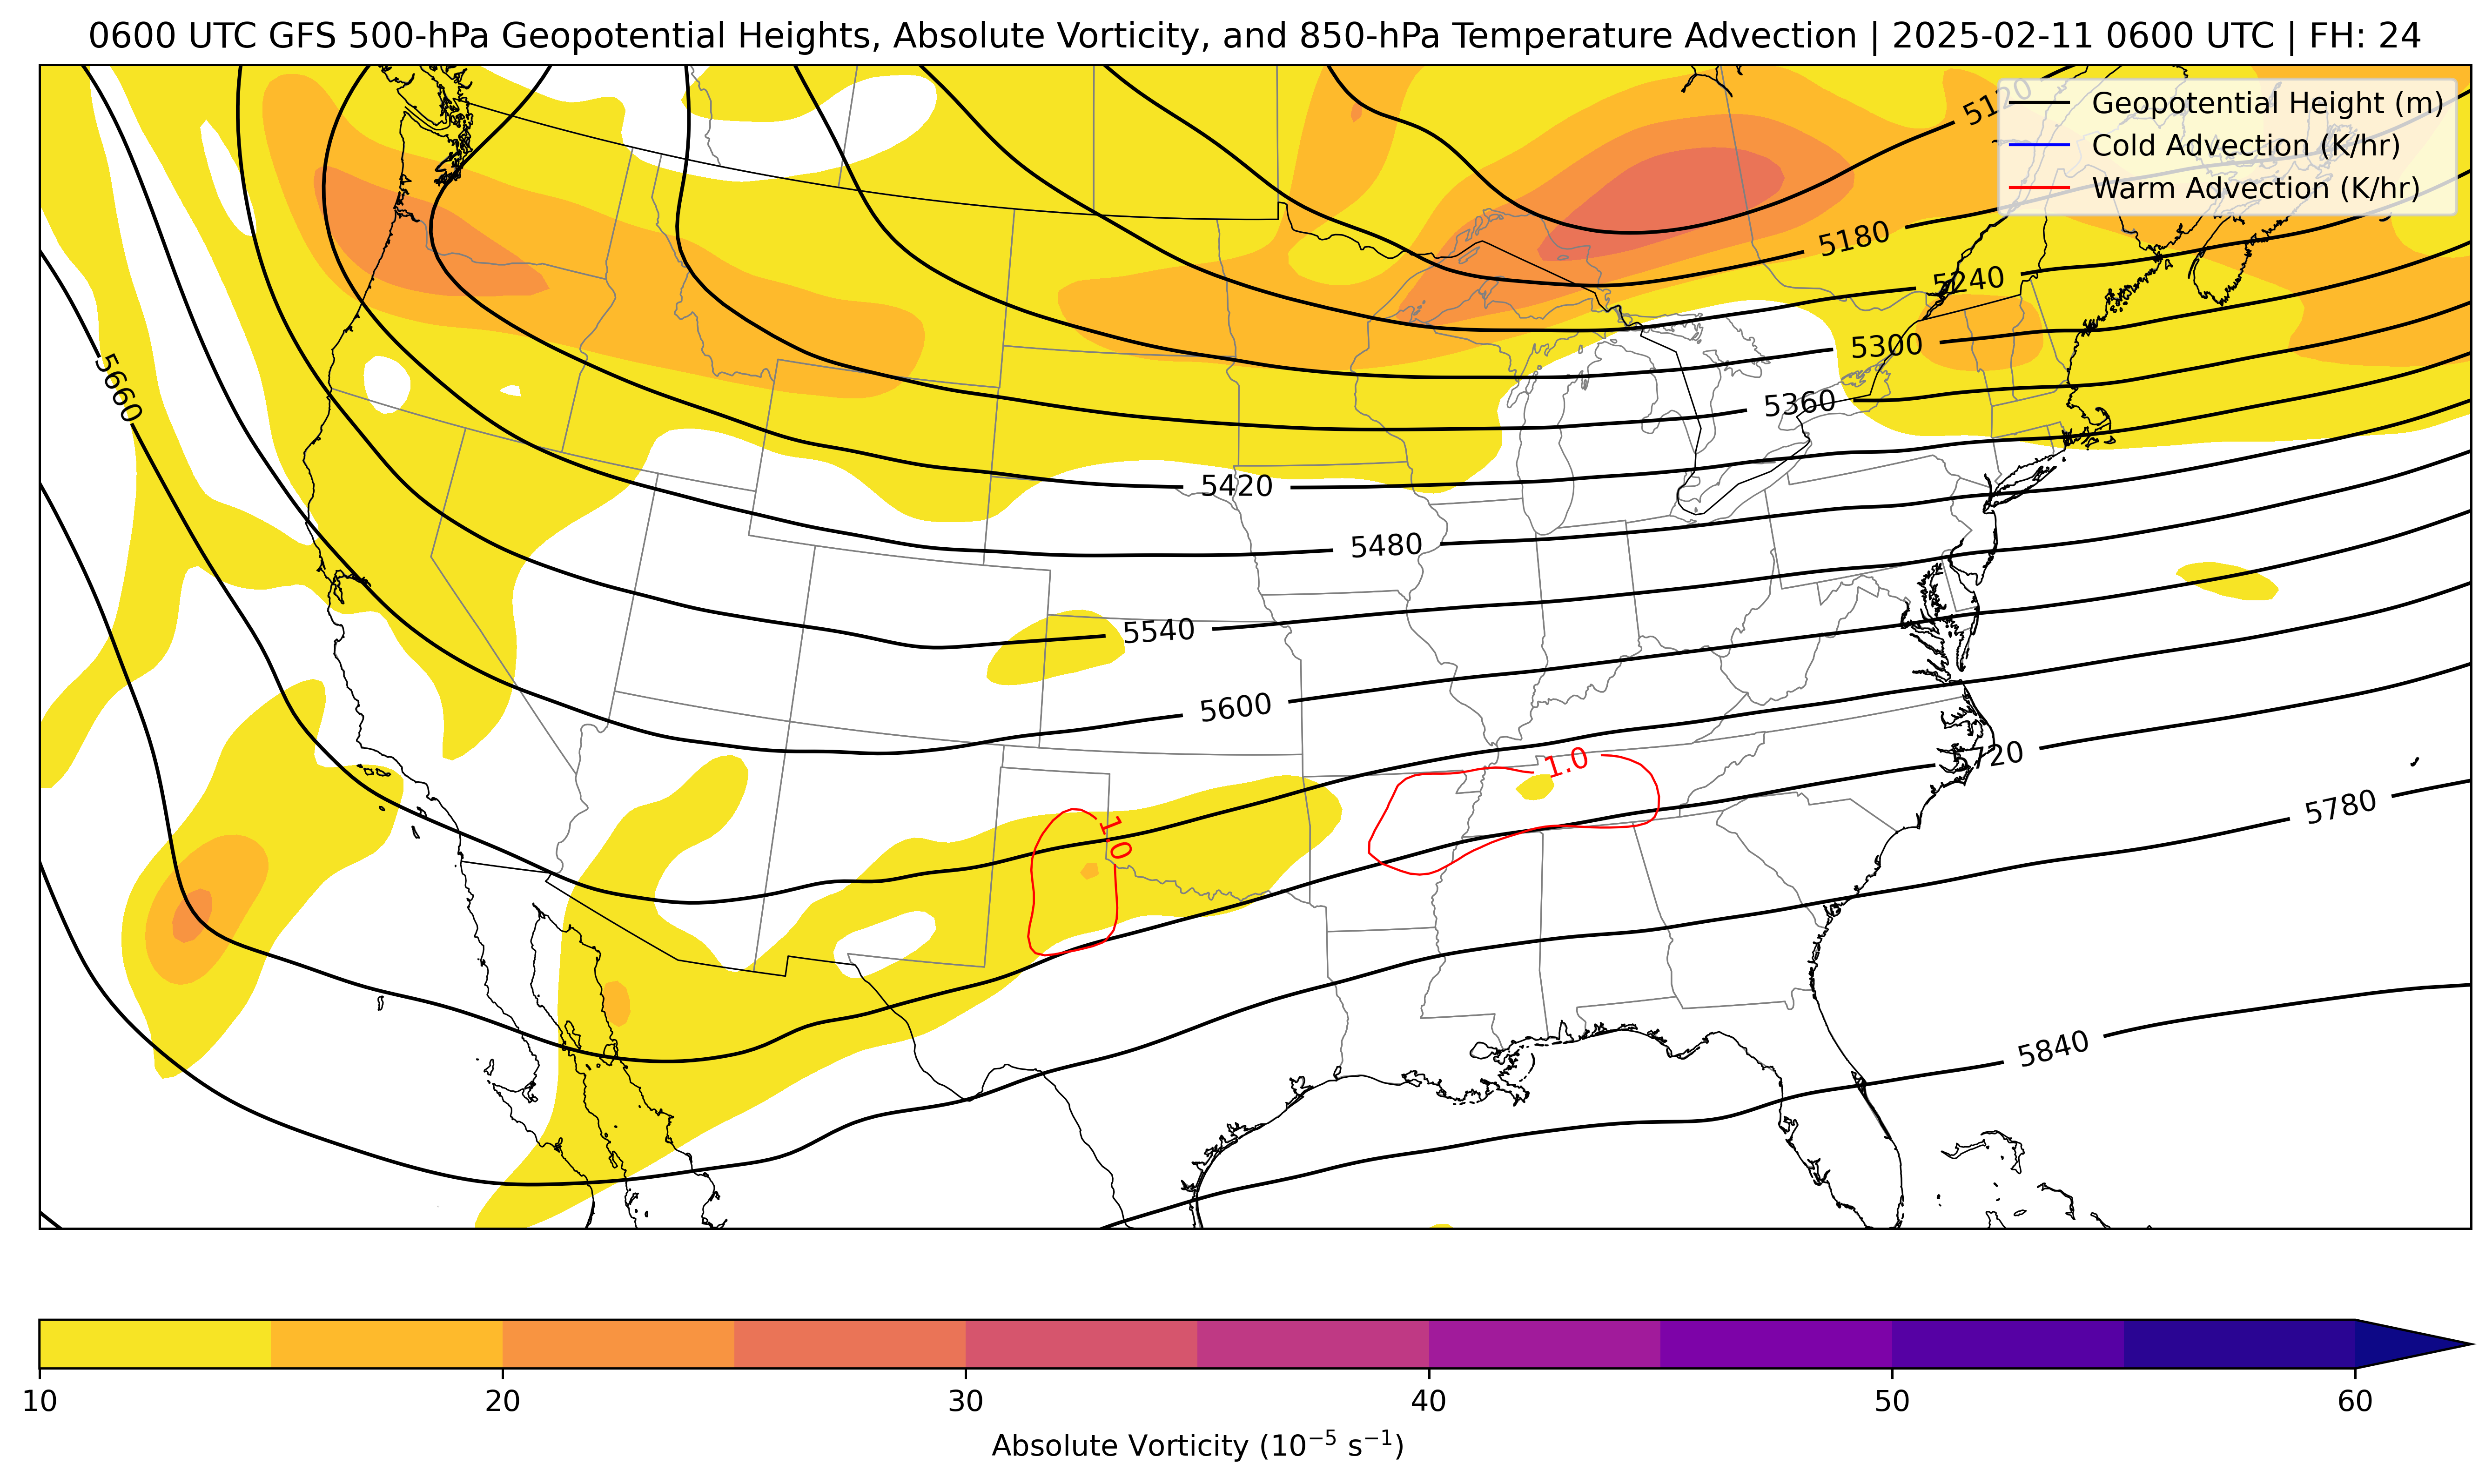 0600 UTC GFS 500-hPa Geopotential Heights, Absolute Vorticity, and 850-hPa Temperature Advection | 2025-02-11 0600 UTC | FH: 24
5120
Geopotential Height (m)
Cold Advection (K/hr)
Warm Advection (K/hr)
5180
5240
5300
5660
5360
5420
5480
5540
5600
1.0
720
5780
1.0
5840
10 20 30 40 50 60
Absolute Vorticity (10⁻⁵ s⁻¹)